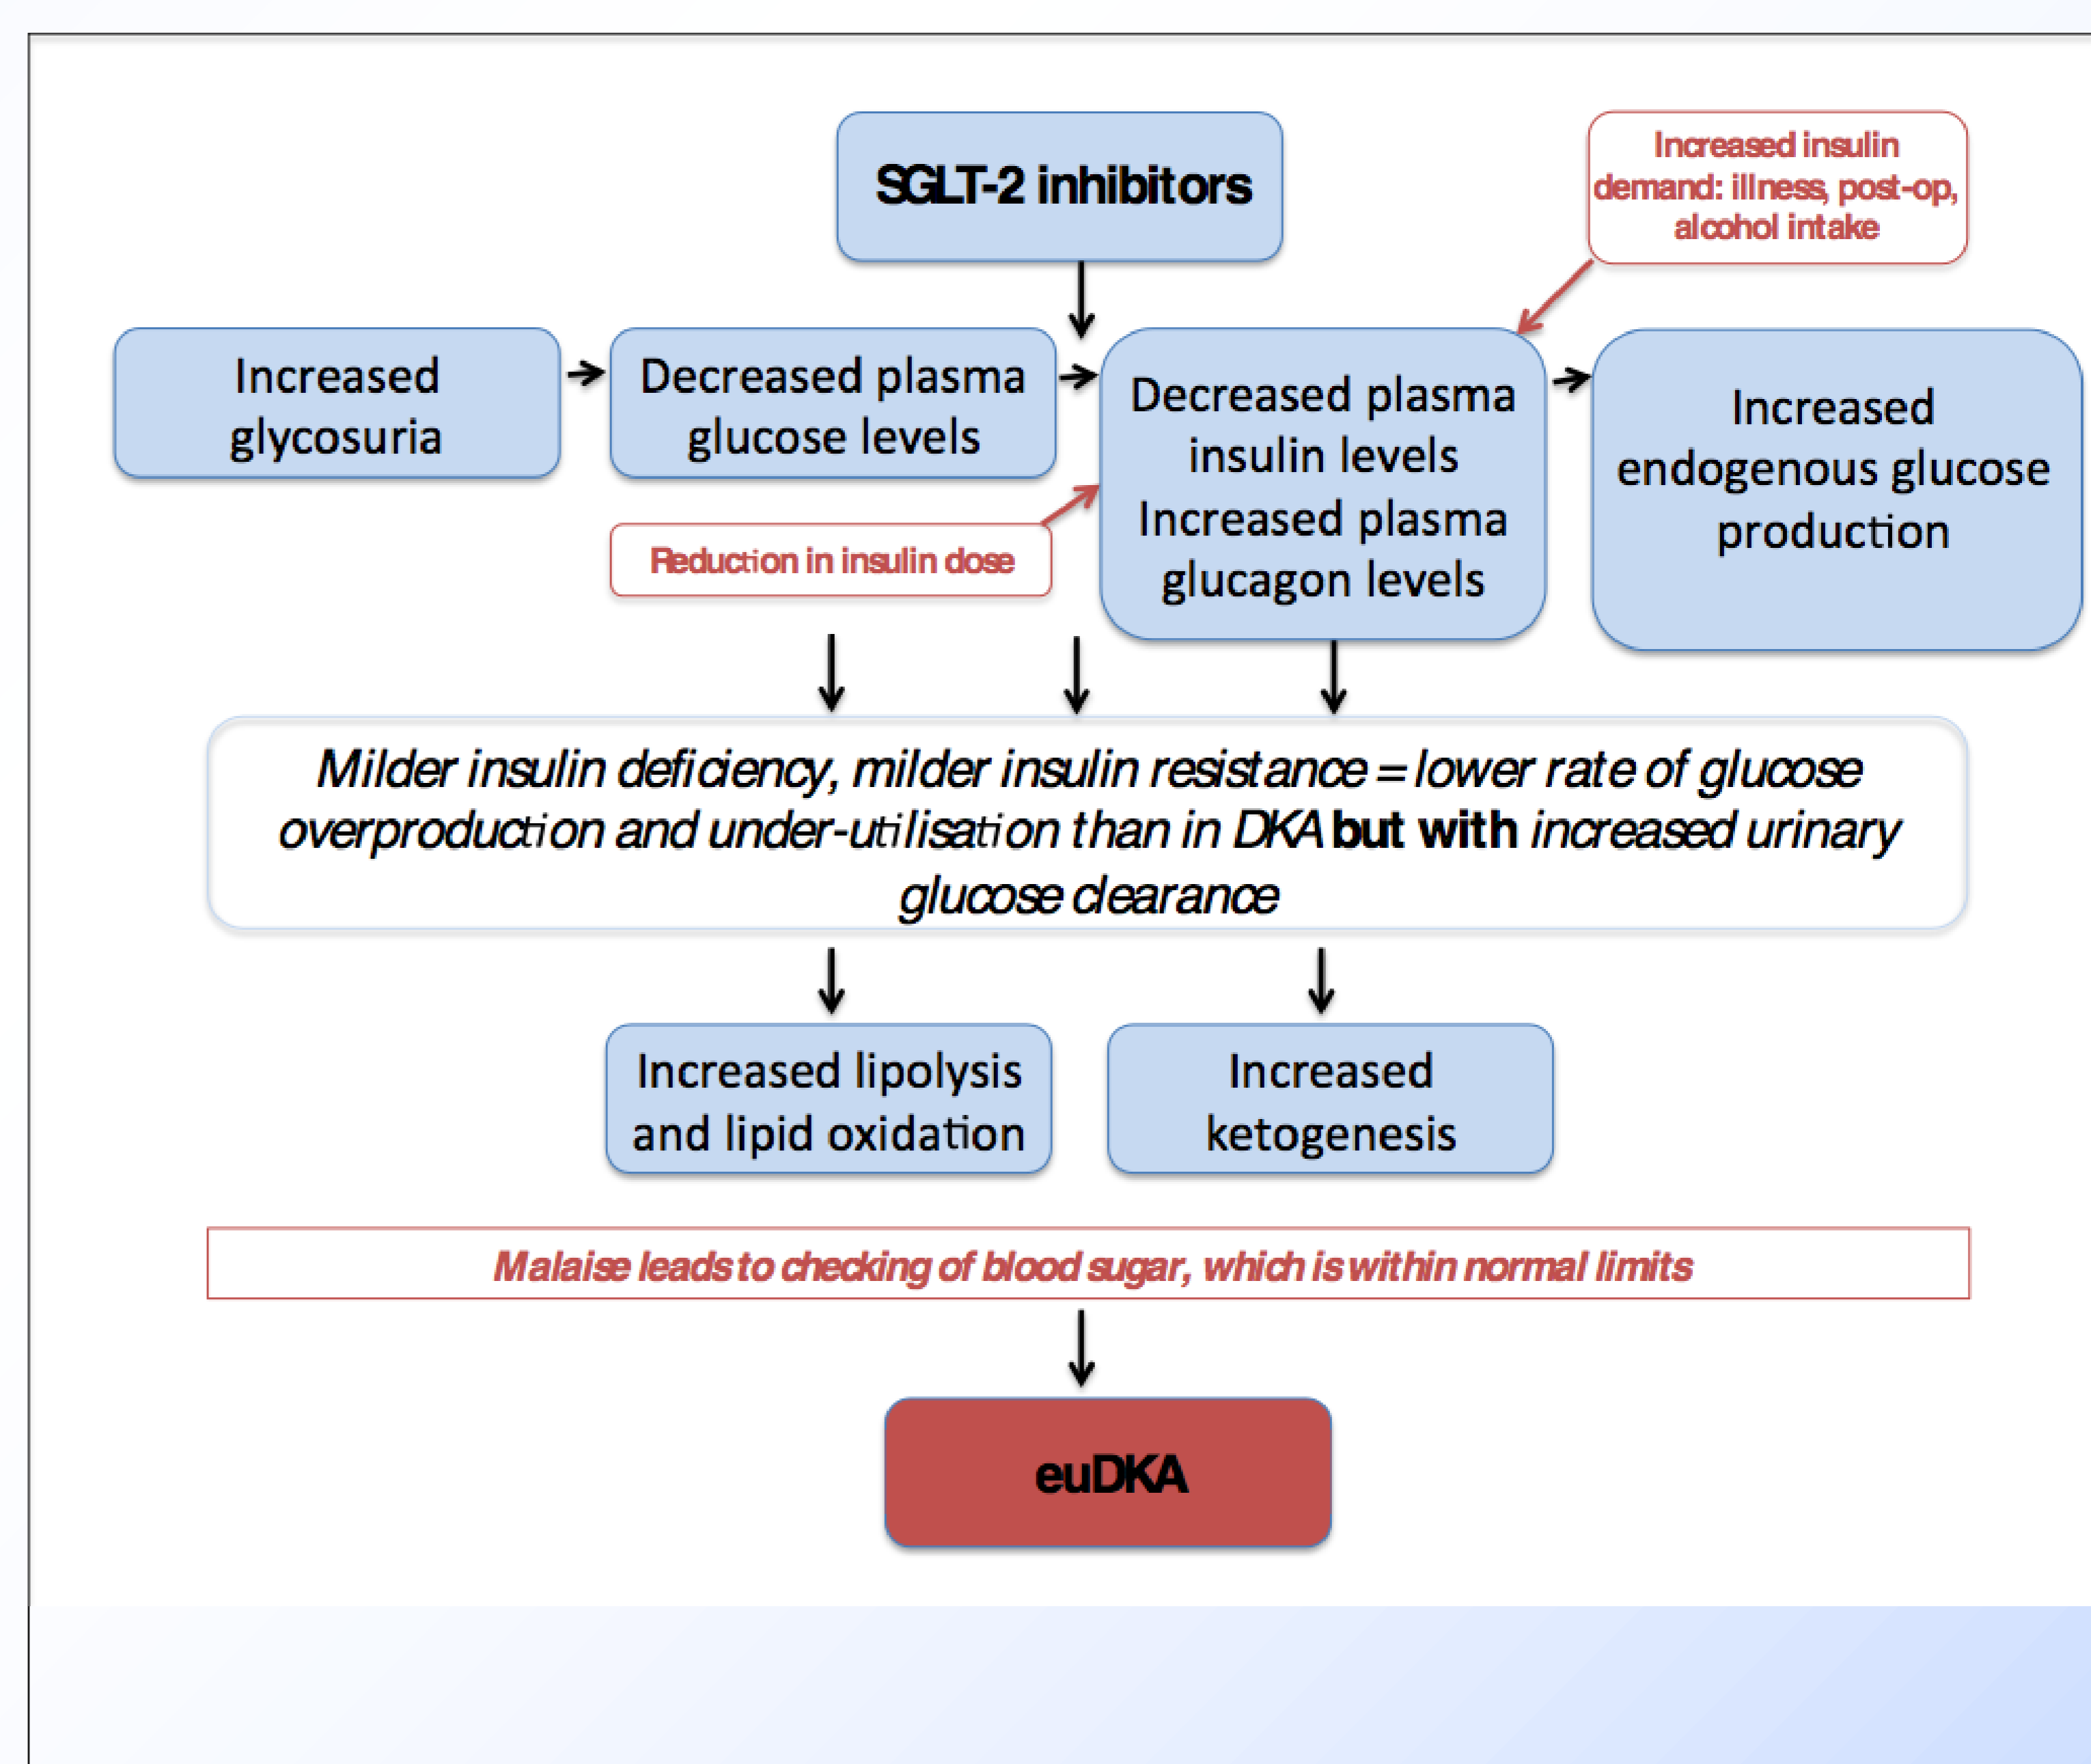 SGLT-2 inhibitors
Increased insulin
demand: illness, post-op,
alcohol intake
Increased
glycosuria
Decreased plasma
glucose levels
Decreased plasma
insulin levels
Increased plasma
glucagon levels
Increased
endogenous glucose
production
Reduction in insulin dose
Milder insulin deficiency, milder insulin resistance = lower rate of glucose
overproduction and under-utilisation than in DKA but with increased urinary
glucose clearance
Increased lipolysis
and lipid oxidation
Increased
ketogenesis
Malaise leads to checking of blood sugar, which is within normal limits
euDKA